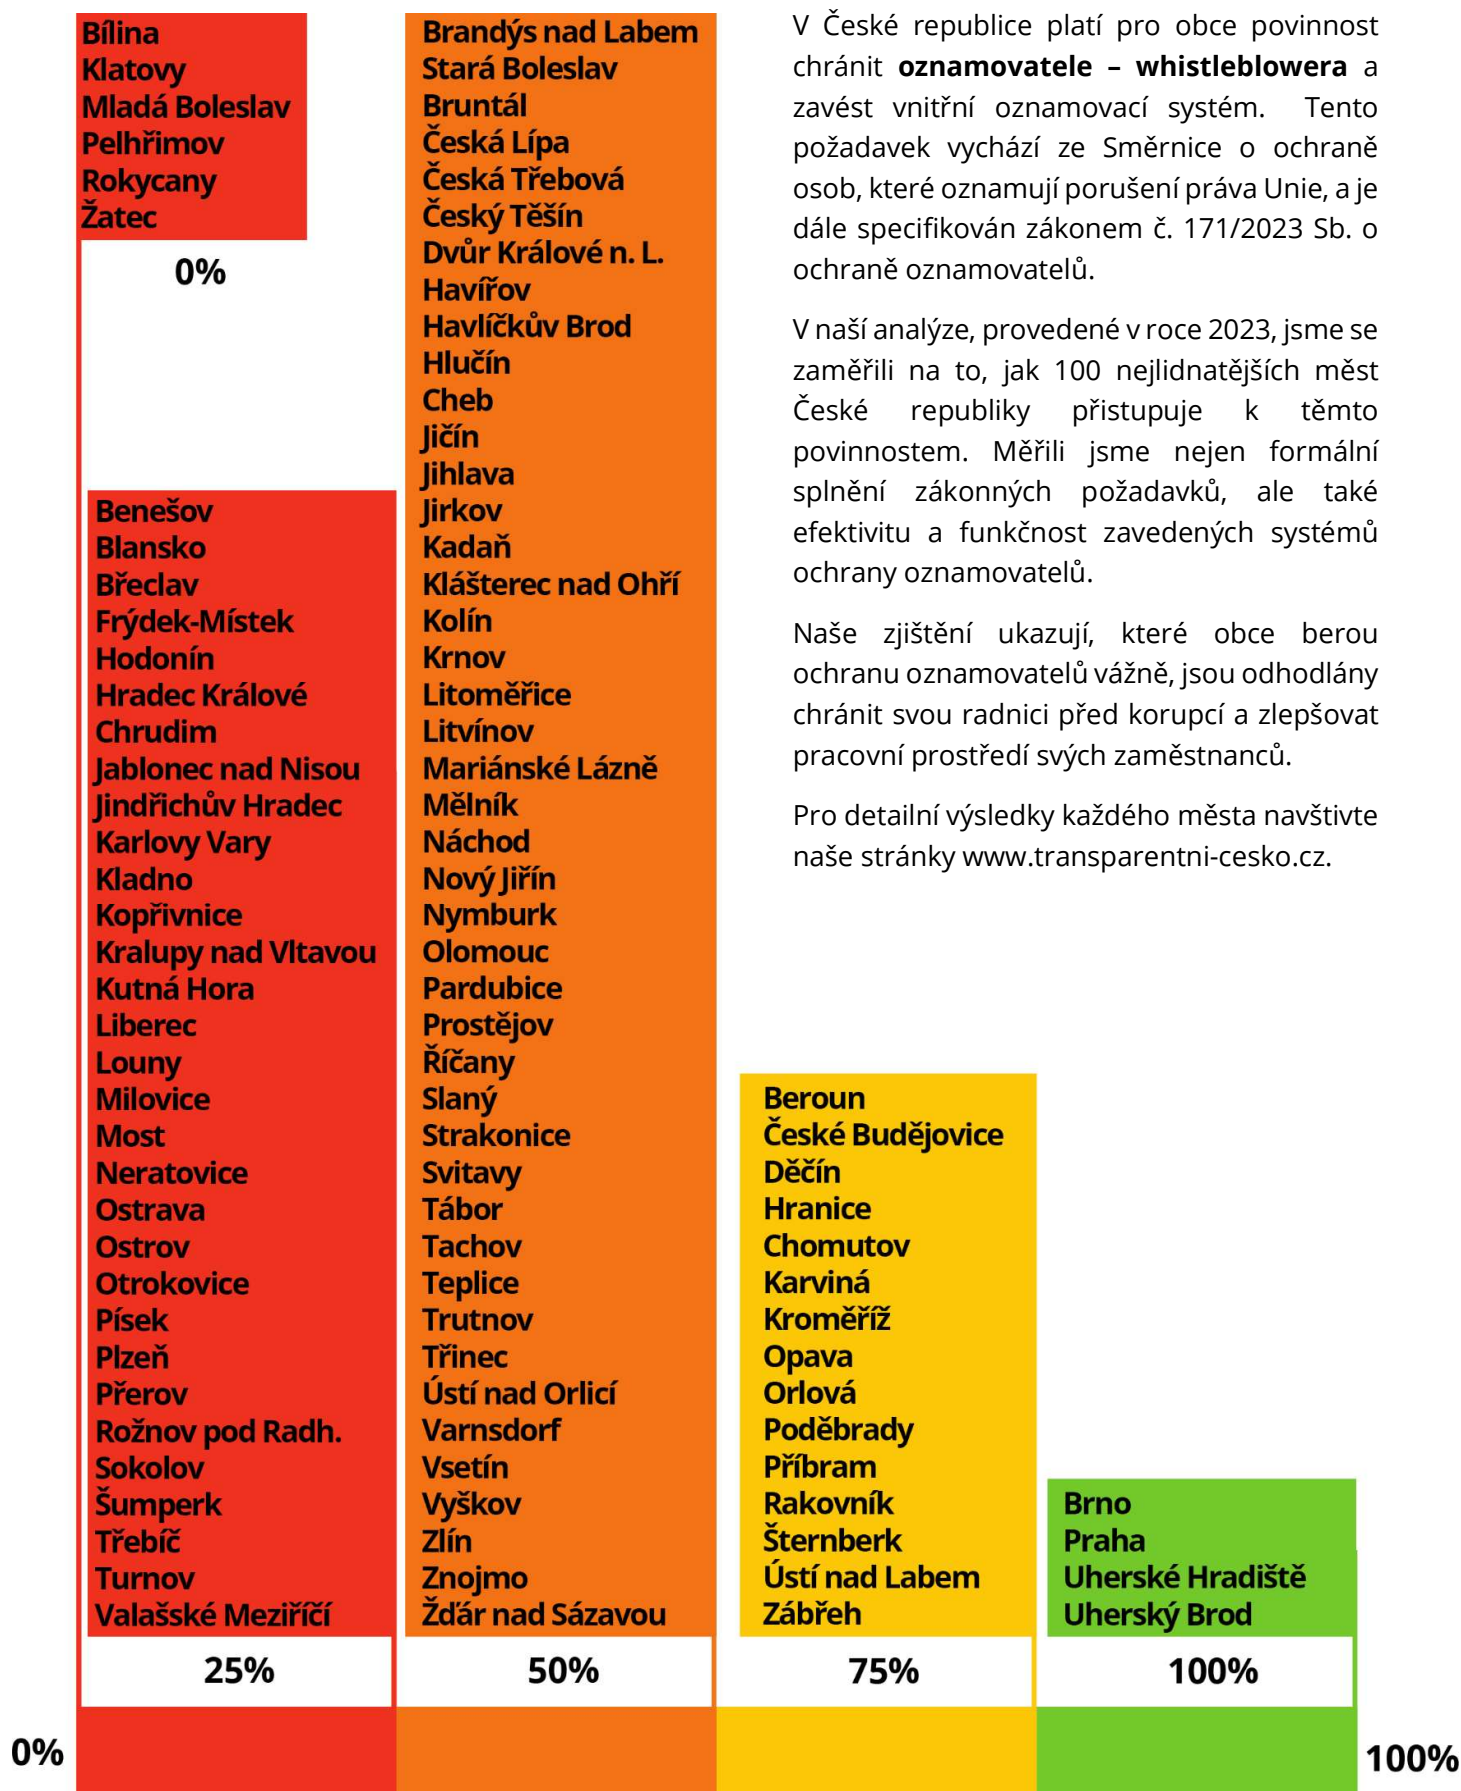 Bílina
Klatovy
Mladá Boleslav
Pelhřimov
Rokycany
Žatec
0%
Benešov
Blansko
Břeclav
Frýdek-Místek
Hodonín
Hradec Králové
Chrudim
Jablonec nad Nisou
Jindřichův Hradec
Karlovy Vary
Kladno
Kopřivnice
Kralupy nad Vltavou
Kutná Hora
Liberec
Louny
Milovice
Most
Neratovice
Ostrava
Ostrov
Otrokovice
Písek
Plzeň
Přerov
Rožnov pod Radh.
Sokolov
Šumperk
Třebíč
Turnov
Valašské Meziříčí
25%
Brandýs nad Labem
Stará Boleslav
Bruntál
Česká Lípa
Česká Třebová
Český Těšín
Dvůr Králové n. L.
Havířov
Havlíčkův Brod
Hlučín
Cheb
Jičín
Jihlava
Jirkov
Kadaň
Klášterec nad Ohří
Kolín
Krnov
Litoměřice
Litvínov
Mariánské Lázně
Mělník
Náchod
Nový Jiřín
Nymburk
Olomouc
Pardubice
Prostějov
Říčany
Slaný
Strakonice
Svitavy
Tábor
Tachov
Teplice
Trutnov
Třinec
Ústí nad Orlicí
Varnsdorf
Vsetín
Vyškov
Zlín
Znojmo
Žďár nad Sázavou
50%
V České republice platí pro obce povinnost
chránit oznamovatele – whistleblowera a
zavést vnitřní oznamovací systém. Tento
požadavek vychází ze Směrnice o ochraně
osob, které oznamují porušení práva Unie, a je
dále specifikován zákonem č. 171/2023 Sb. o
ochraně oznamovatelů.
V naší analýze, provedené v roce 2023, jsme se
zaměřili na to, jak 100 nejlidnatějších měst
České republiky přistupuje k těmto
povinnostem. Měřili jsme nejen formální
splnění zákonných požadavků, ale také
efektivitu a funkčnost zavedených systémů
ochrany oznamovatelů.
Naše zjištění ukazují, které obce berou
ochranu oznamovatelů vážně, jsou odhodlány
chránit svou radnici před korupcí a zlepšovat
pracovní prostředí svých zaměstnanců.
Pro detailní výsledky každého města navštivte
naše stránky www.transparentni-cesko.cz.
Beroun
České Budějovice
Děčín
Hranice
Chomutov
Karviná
Kroměříž
Opava
Orlová
Poděbrady
Příbram
Rakovník
Šternberk
Ústí nad Labem
Zábřeh
75%
Brno
Praha
Uherské Hradiště
Uherský Brod
100%
0%
100%